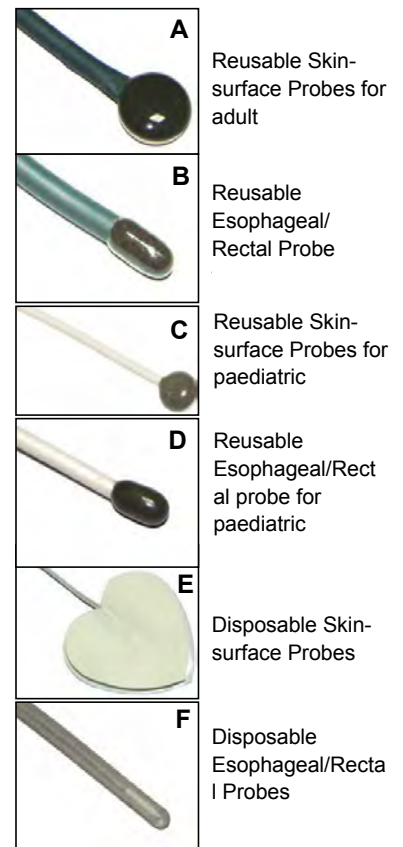 A
Reusable Skin-
surface Probes for
adult
B
Reusable
Esophageal/
Rectal Probe
C
Reusable Skin-
surface Probes for
paediatric
D
Reusable
Esophageal/Rect
al probe for
paediatric
E
Disposable Skin-
surface Probes
F
Disposable
Esophageal/Recta
l Probes